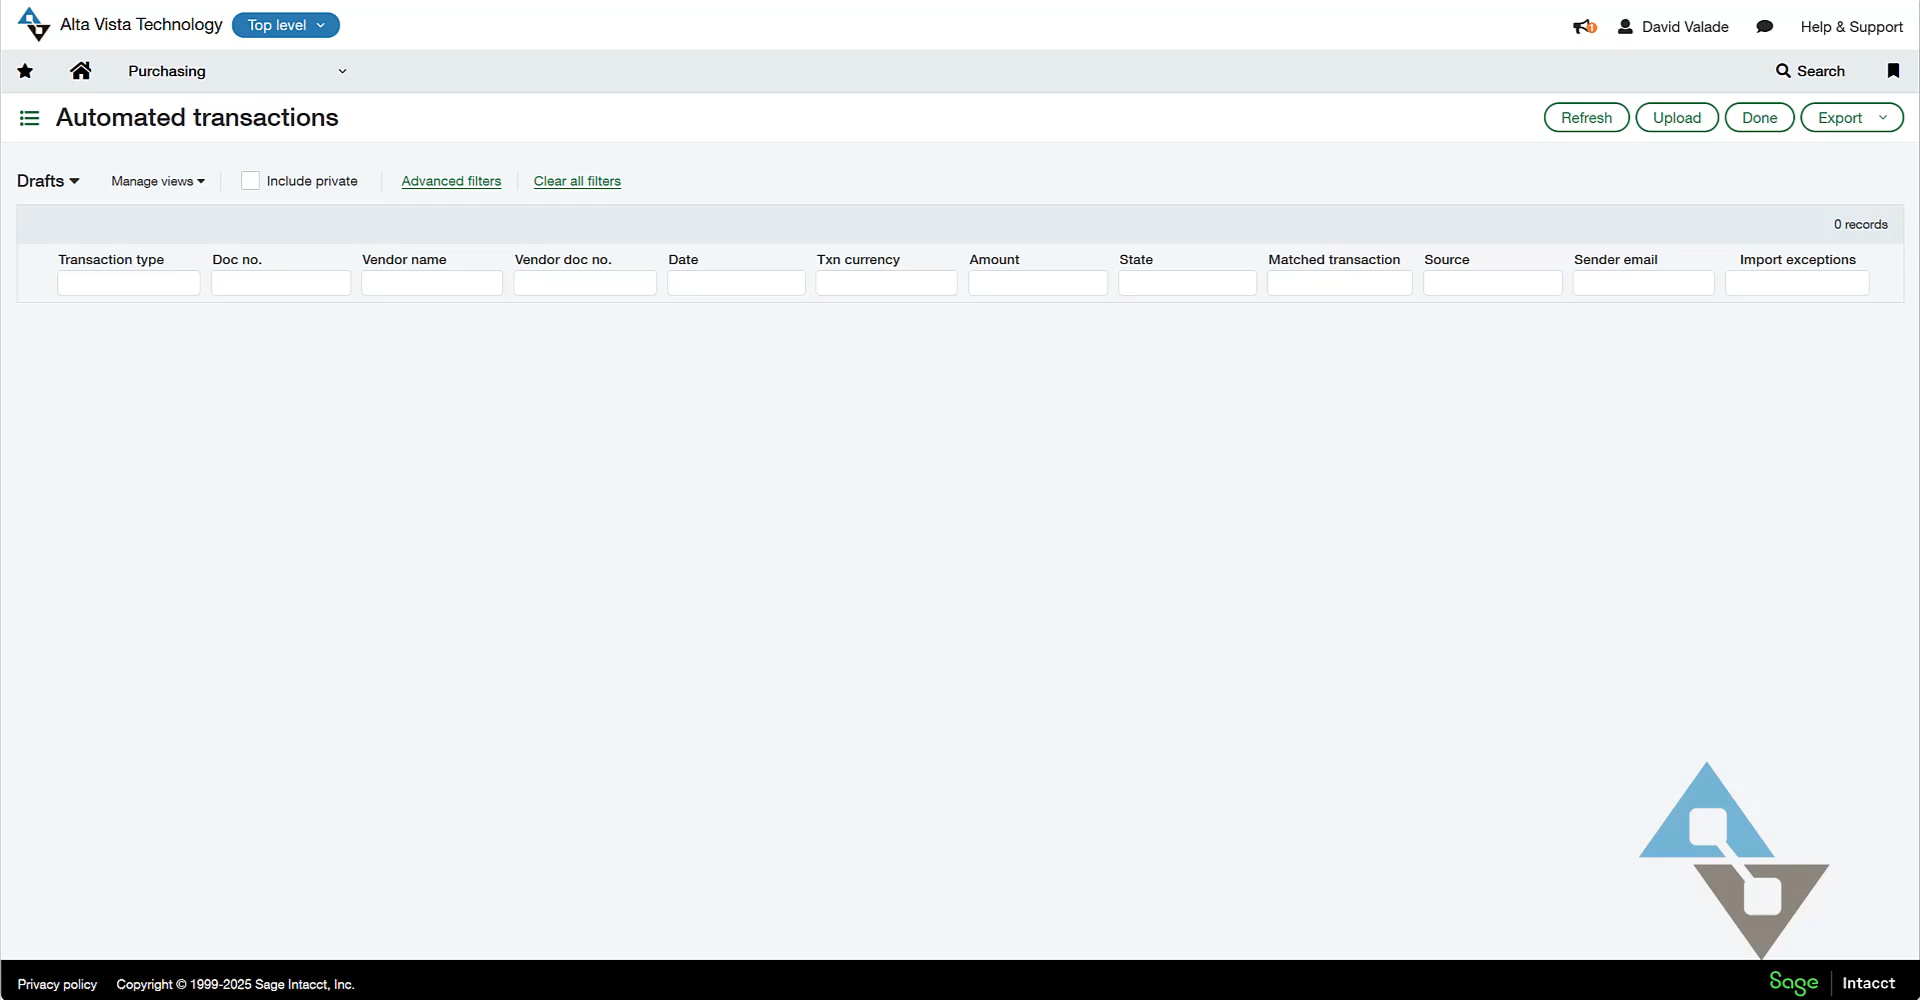 Alta Vista Technology Top level 1 David Valade Help & Support
Purchasing Search
Automated transactions Refresh Upload Done Export
Drafts Manage views Include private Advanced filters Clear all filters
0 records
Transaction type Doc no. Vendor name Vendor doc no. Date Txn currency Amount State Matched transaction Source Sender email Import exceptions
Privacy policy Copyright © 1999-2025 Sage Intacct, Inc. Sage Intacct